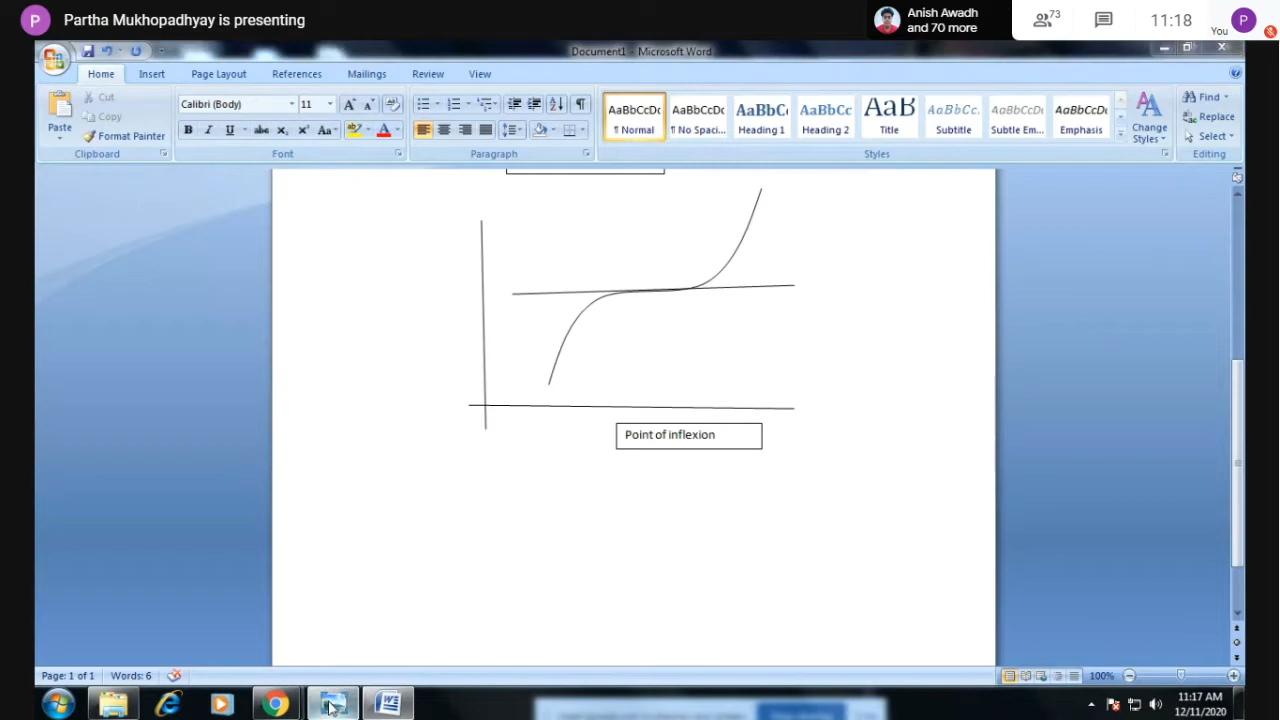 P Partha Mukhopadhyay is presenting
Anish Awadh
and 70 more
73
11:18
You P
Document1 - Microsoft Word
Home Insert Page Layout References Mailings Review View
Paste
Cut
Copy
Format Painter
Clipboard
Calibri (Body) 11
Font
Paragraph
AaBbCcDc AaBbCcDc AaBbCc AaBbCc AaB AaBbCc. AaBbCcDc AaBbCcDc
¶ Normal ¶ No Spaci... Heading 1 Heading 2 Title Subtitle Subtle Em... Emphasis
Change
Styles
Styles
Find
Replace
Select
Editing
Point of inflexion
Page: 1 of 1 Words: 6
100%
11:17 AM
12/11/2020